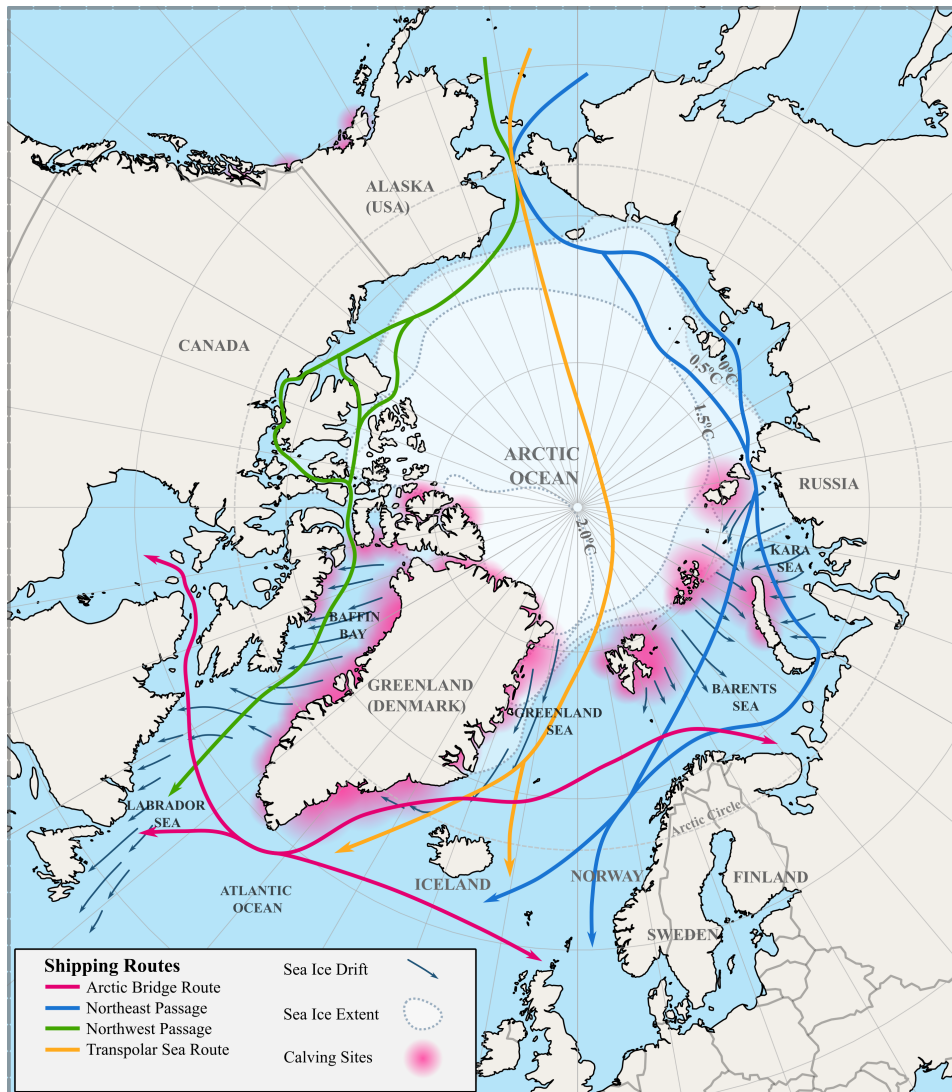 ALASKA
(USA)
CANADA
0°C
0.5°C
1.5°C
ARCTIC
OCEAN
RUSSIA
2.0°C
KARA
SEA
BAFFIN
BAY
GREENLAND
(DENMARK)
GREENLAND
SEA
BARENTS
SEA
LABRADOR
SEA
Arctic Circle
ATLANTIC
OCEAN
ICELAND
NORWAY
FINLAND
SWEDEN
Shipping Routes
Arctic Bridge Route
Northeast Passage
Northwest Passage
Transpolar Sea Route
Sea Ice Drift
Sea Ice Extent
Calving Sites